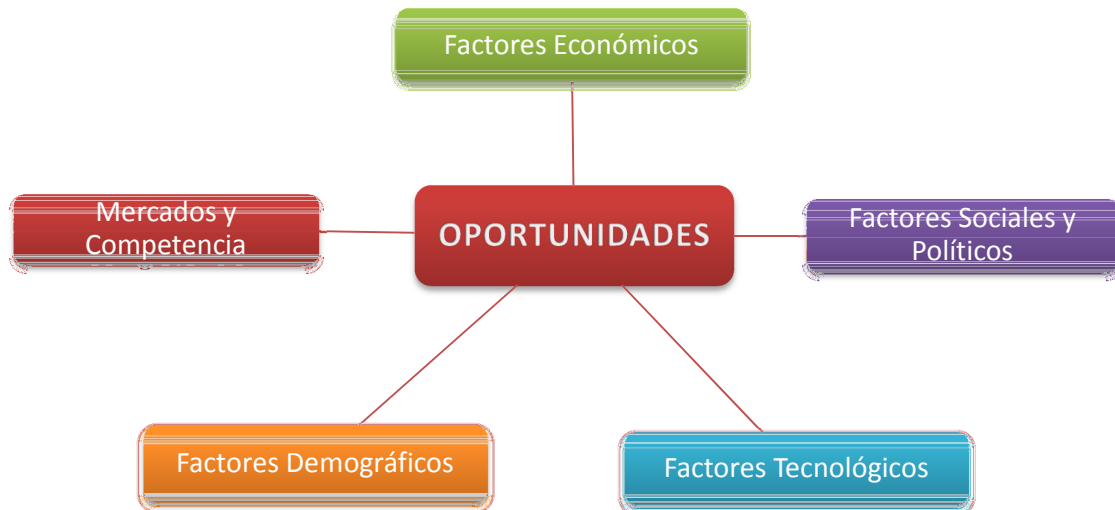 Factores Económicos
Mercados y
Competencia
OPORTUNIDADES
Factores Sociales y
Políticos
Factores Demográficos
Factores Tecnológicos